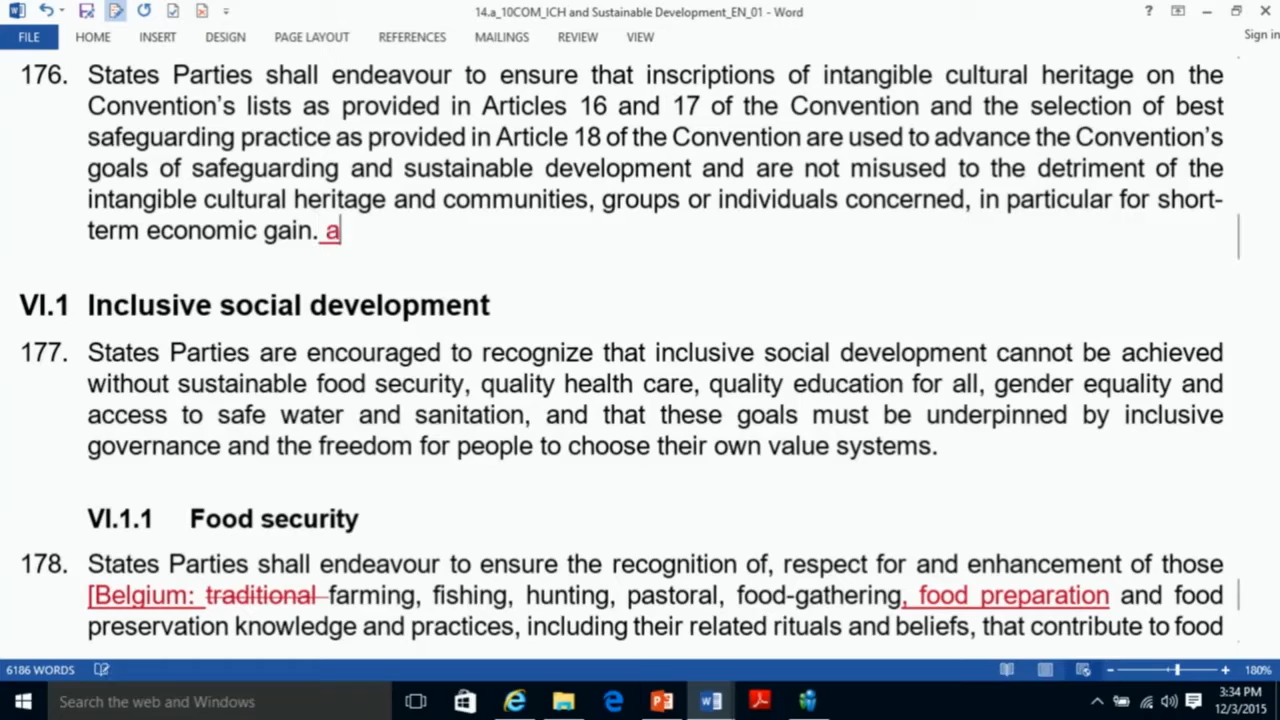 14.a_10COM_ICH and Sustainable Development_EN_01 - Word
FILE HOME INSERT DESIGN PAGE LAYOUT REFERENCES MAILINGS REVIEW VIEW Sign in
176. States Parties shall endeavour to ensure that inscriptions of intangible cultural heritage on the
Convention's lists as provided in Articles 16 and 17 of the Convention and the selection of best
safeguarding practice as provided in Article 18 of the Convention are used to advance the Convention's
goals of safeguarding and sustainable development and are not misused to the detriment of the
intangible cultural heritage and communities, groups or individuals concerned, in particular for short-
term economic gain. a
VI.1 Inclusive social development
177. States Parties are encouraged to recognize that inclusive social development cannot be achieved
without sustainable food security, quality health care, quality education for all, gender equality and
access to safe water and sanitation, and that these goals must be underpinned by inclusive
governance and the freedom for people to choose their own value systems.
VI.1.1 Food security
178. States Parties shall endeavour to ensure the recognition of, respect for and enhancement of those
[Belgium: traditional farming, fishing, hunting, pastoral, food-gathering, food preparation and food
preservation knowledge and practices, including their related rituals and beliefs, that contribute to food
6186 WORDS 180%
Search the web and Windows
3:34 PM
12/3/2015